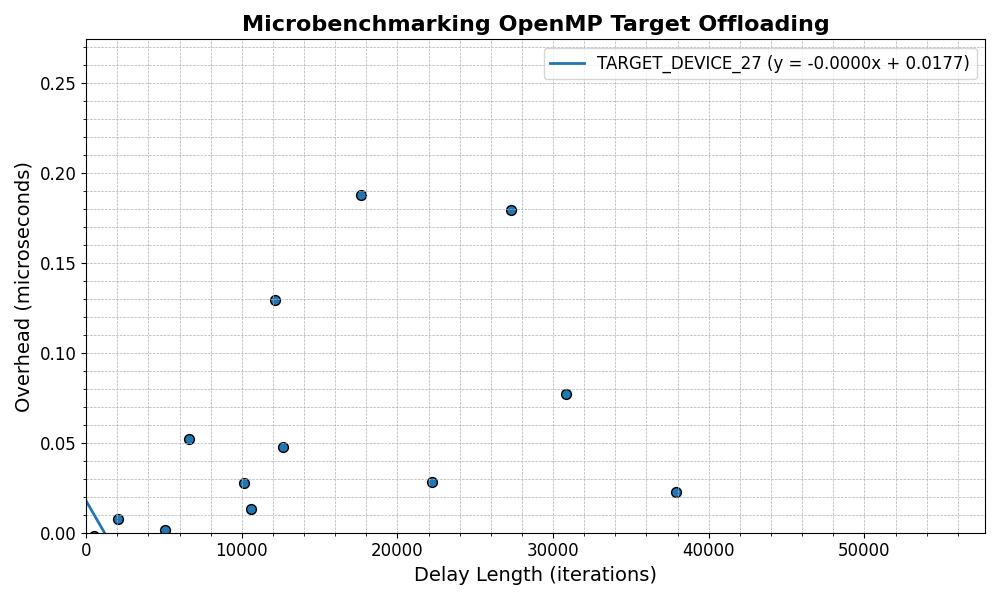 Microbenchmarking OpenMP Target Offloading
TARGET_DEVICE_27 (y = -0.0000x + 0.0177)
Overhead (microseconds)
0.25
0.20
0.15
0.10
0.05
0.00
0 10000 20000 30000 40000 50000
Delay Length (iterations)